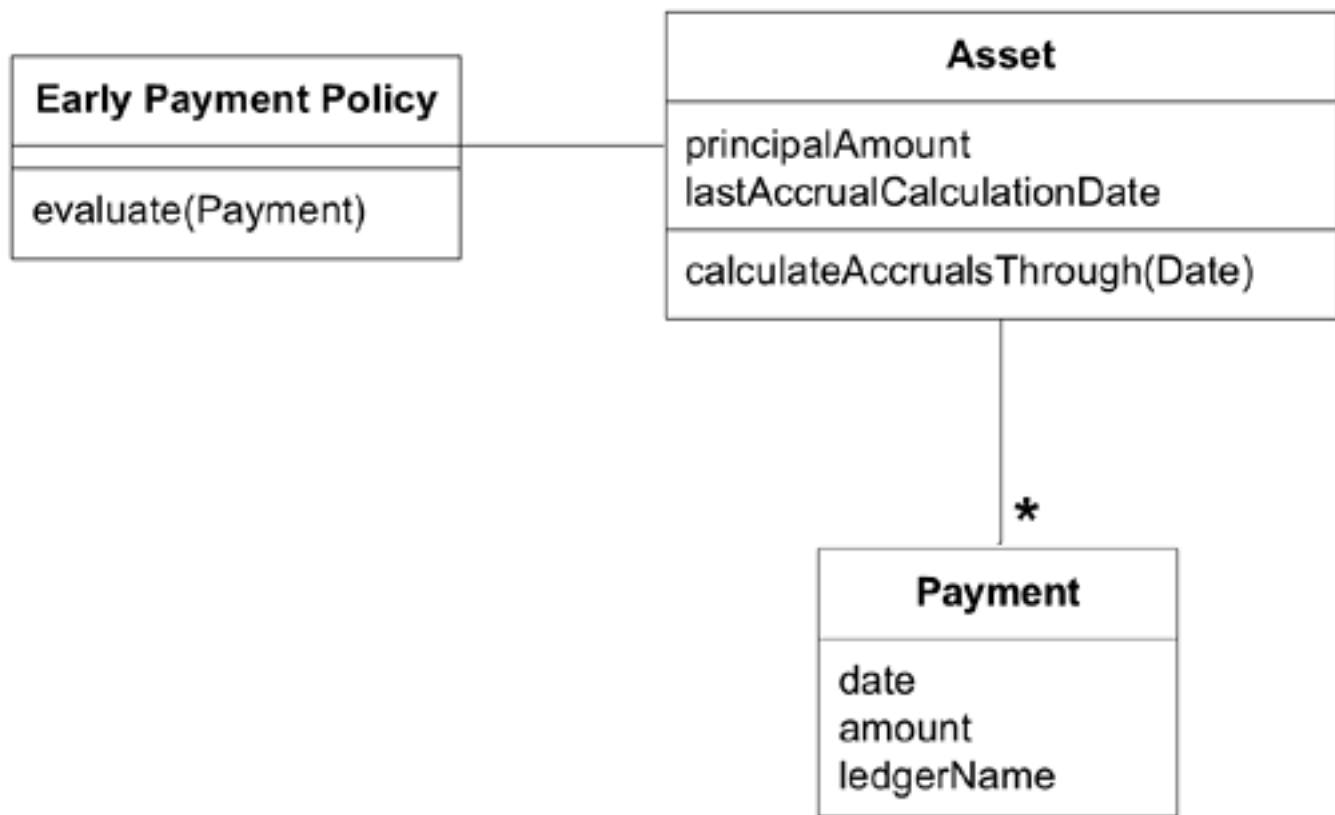 Early Payment Policy
evaluate(Payment)
Asset
principalAmount
lastAccrualCalculationDate
calculateAccrualsThrough(Date)
*
Payment
date
amount
ledgerName